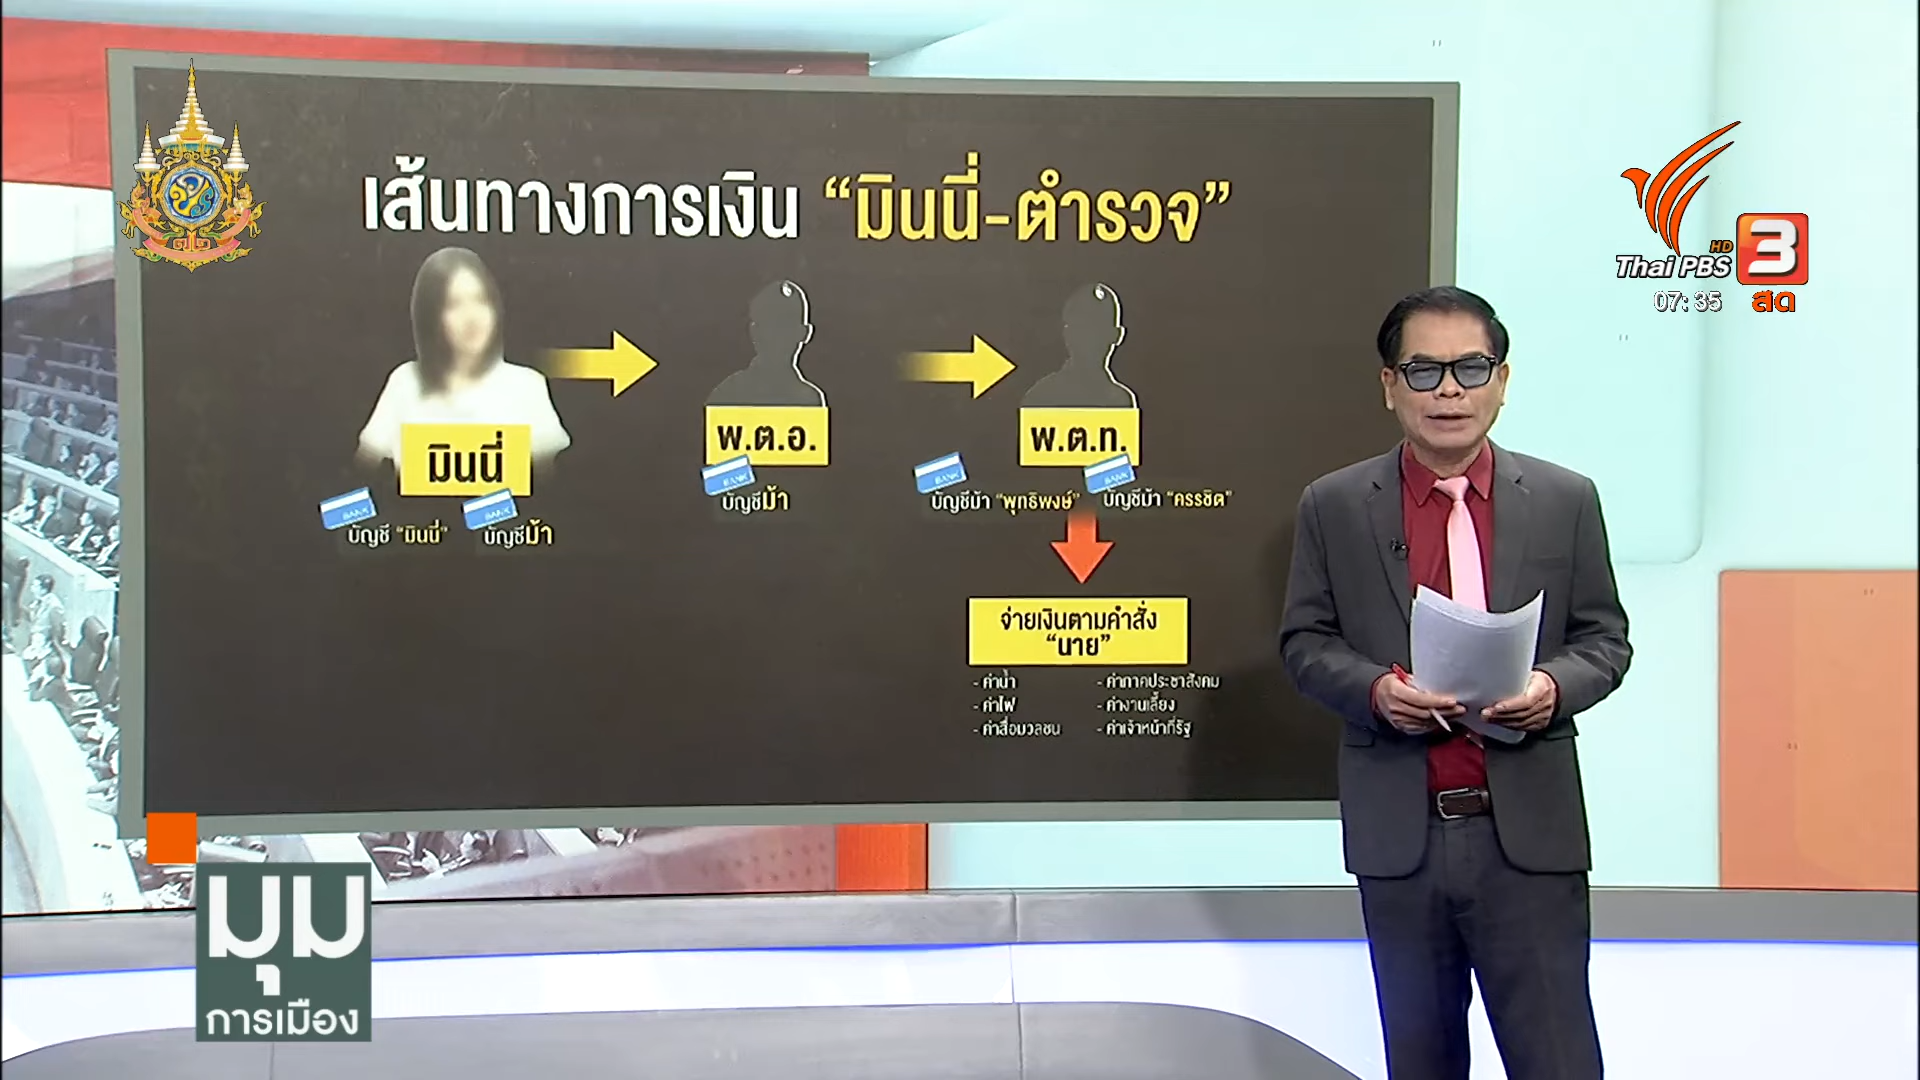 เส้นทางการเงิน “มินนี่-ตำรวจ”
Thai PBS HD 3
07:35 สด
มินนี่
พ.ต.อ.
พ.ต.ท.
BANK
BANK
BANK
BANK
BANK
บัญชี “มินนี่”
บัญชีม้า
บัญชีม้า
บัญชีม้า “พุทธิพงษ์”
บัญชีม้า “ครรชิต”
จ่ายเงินตามคำสั่ง
“นาย”
- ค่าน้ำ
- ค่าไฟ
- ค่าสื่อมวลชน
- ค่าภาคประชาสังคม
- ค่างานเลี้ยง
- ค่าเจ้าหน้าที่รัฐ
มุม
การเมือง